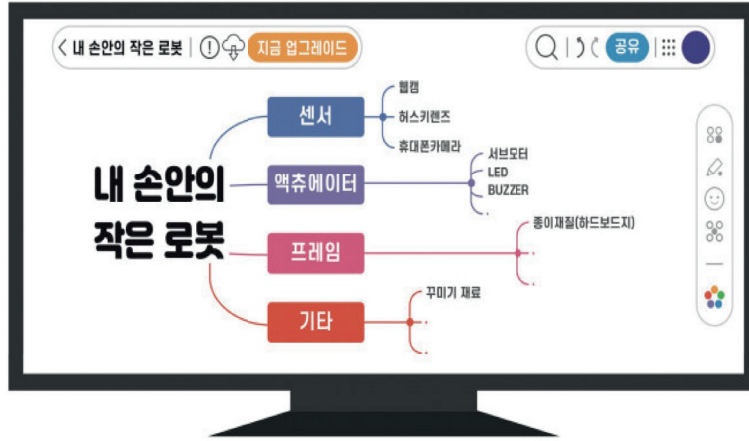 내 손안의 작은 로봇
지금 업그레이드
공유
내 손안의
작은 로봇
센서
웹캠
허스키렌즈
휴대폰카메라
액츄에이터
서브모터
LED
BUZZER
.
프레임
종이재질(하드보드지)
.
.
기타
꾸미기 재료
.
.